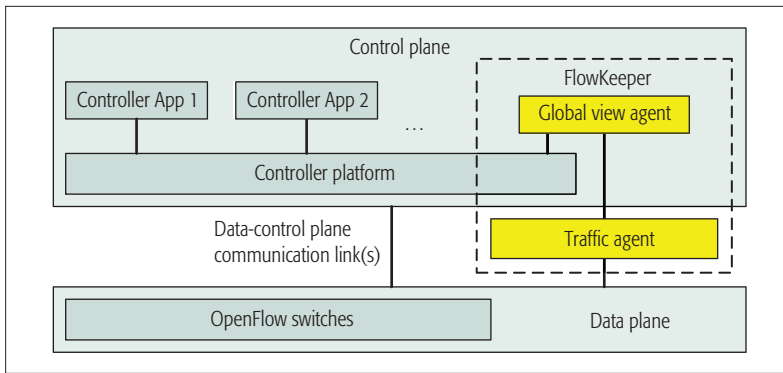 Control plane
FlowKeeper
Controller App 1
Controller App 2
...
Global view agent
Controller platform
Data-control plane
communication link(s)
Traffic agent
OpenFlow switches
Data plane